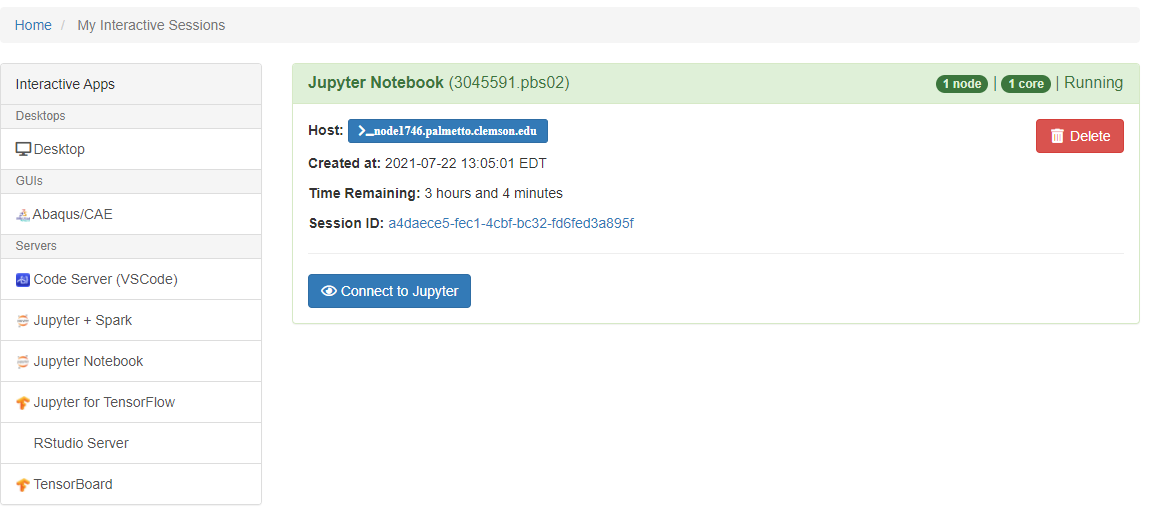 Home / My Interactive Sessions
Interactive Apps
Desktops
Desktop
GUIs
Abaqus/CAE
Servers
Code Server (VSCode)
Jupyter + Spark
Jupyter Notebook
Jupyter for TensorFlow
RStudio Server
TensorBoard
Jupyter Notebook (3045591.pbs02)
1 node | 1 core | Running
Host: >_node1746.palmetto.clemson.edu
Delete
Created at: 2021-07-22 13:05:01 EDT
Time Remaining: 3 hours and 4 minutes
Session ID: a4daece5-fec1-4cbf-bc32-fd6fed3a895f
Connect to Jupyter